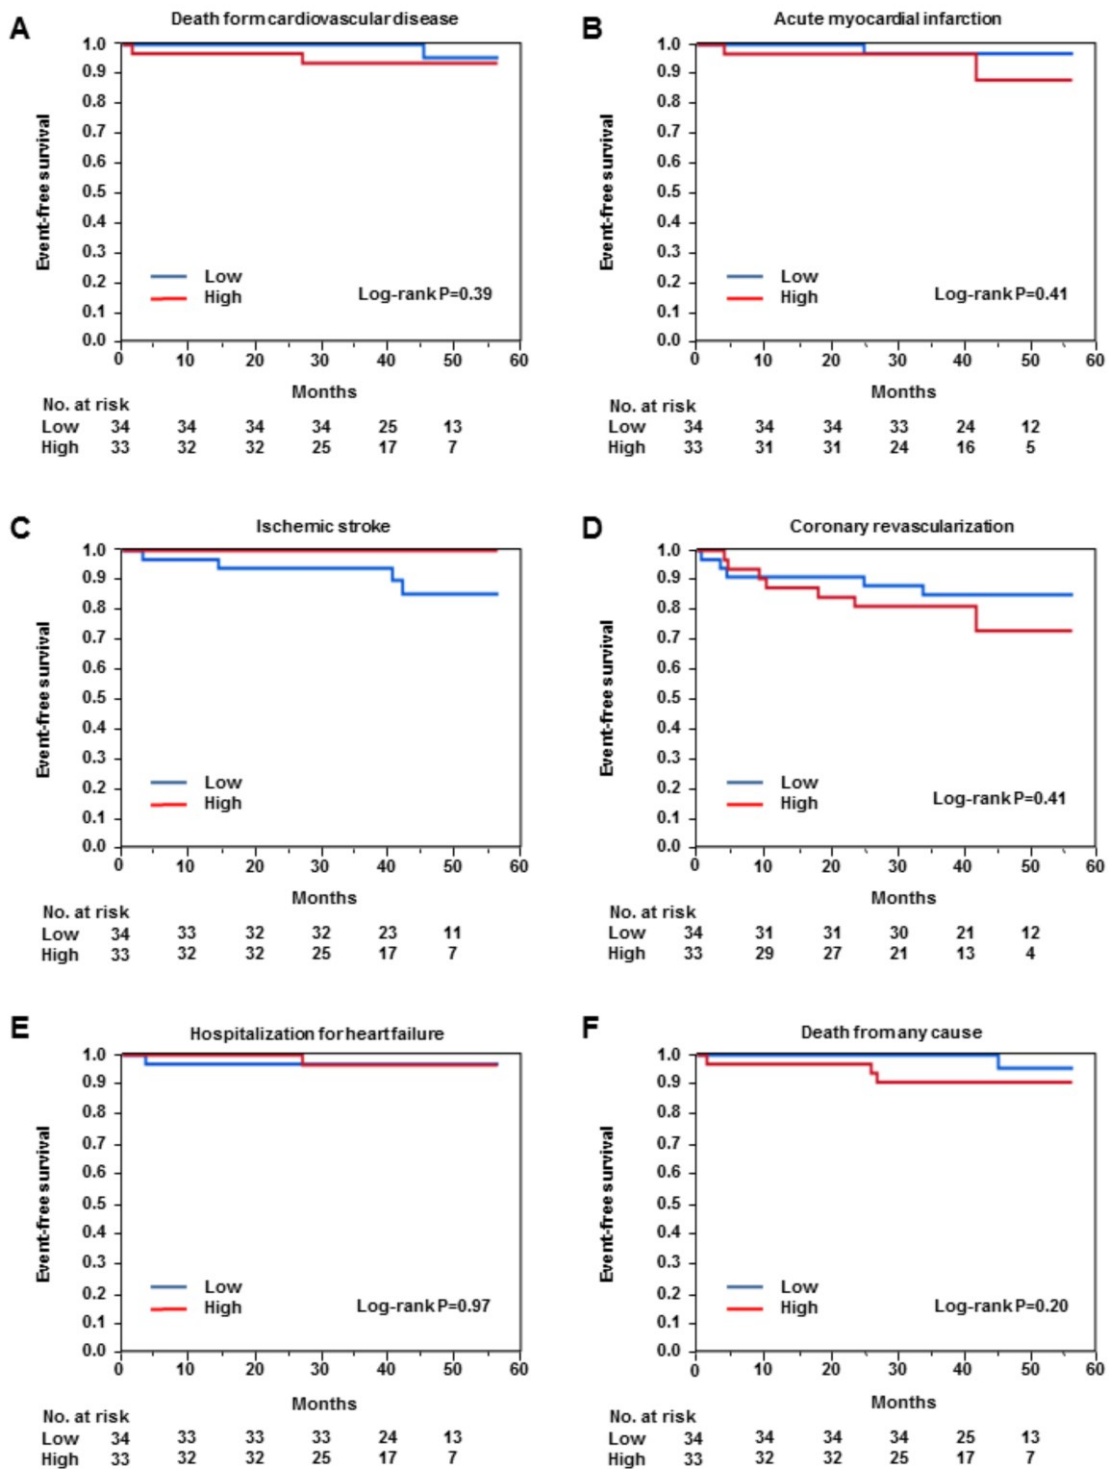 A
Death form cardiovascular disease
1.0
0.9
0.8
0.7
0.6
0.5
0.4
0.3
0.2
0.1
0.0
Event-free survival
Low
High
Log-rank P=0.39
0 10 20 30 40 50 60
Months
No. at risk
Low 34 34 34 34 25 13
High 33 32 32 25 17 7
B
Acute myocardial infarction
1.0
0.9
0.8
0.7
0.6
0.5
0.4
0.3
0.2
0.1
0.0
Event-free survival
Low
High
Log-rank P=0.41
0 10 20 30 40 50 60
Months
No. at risk
Low 34 34 34 33 24 12
High 33 31 31 24 16 5
C
Ischemic stroke
1.0
0.9
0.8
0.7
0.6
0.5
0.4
0.3
0.2
0.1
0.0
Event-free survival
Low
High
0 10 20 30 40 50 60
Months
No. at risk
Low 34 33 32 32 23 11
High 33 32 32 25 17 7
D
Coronary revascularization
1.0
0.9
0.8
0.7
0.6
0.5
0.4
0.3
0.2
0.1
0.0
Event-free survival
Low
High
Log-rank P=0.41
0 10 20 30 40 50 60
Months
No. at risk
Low 34 31 31 30 21 12
High 33 29 27 21 13 4
E
Hospitalization for heart failure
1.0
0.9
0.8
0.7
0.6
0.5
0.4
0.3
0.2
0.1
0.0
Event-free survival
Low
High
Log-rank P=0.97
0 10 20 30 40 50 60
Months
No. at risk
Low 34 33 33 33 24 13
High 33 32 32 25 17 7
F
Death from any cause
1.0
0.9
0.8
0.7
0.6
0.5
0.4
0.3
0.2
0.1
0.0
Event-free survival
Low
High
Log-rank P=0.20
0 10 20 30 40 50 60
Months
No. at risk
Low 34 34 34 34 25 13
High 33 32 32 25 17 7